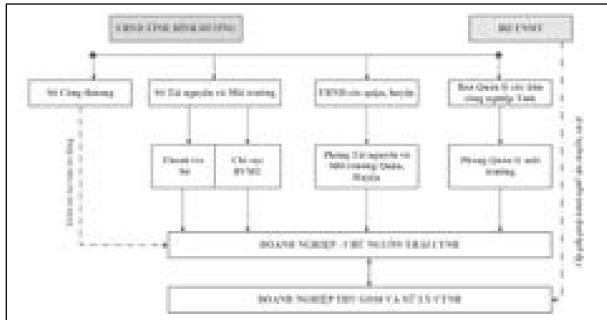 UBND TỈNH BÌNH DƯƠNG
BỘ TNMT
Sở Công thương
Sở Tài nguyên và Môi trường
UBND các quận, huyện
Ban Quản lý các khu
công nghiệp Tỉnh
Thanh tra
Sở
Chi cục
BVMT
Phòng Tài nguyên và
Môi trường Quận,
Huyện
Phòng Quản lý môi
trường
DOANH NGHIỆP - CHỦ NGUỒN THẢI CTNH
DOANH NGHIỆP THU GOM VÀ XỬ LÝ CTNH